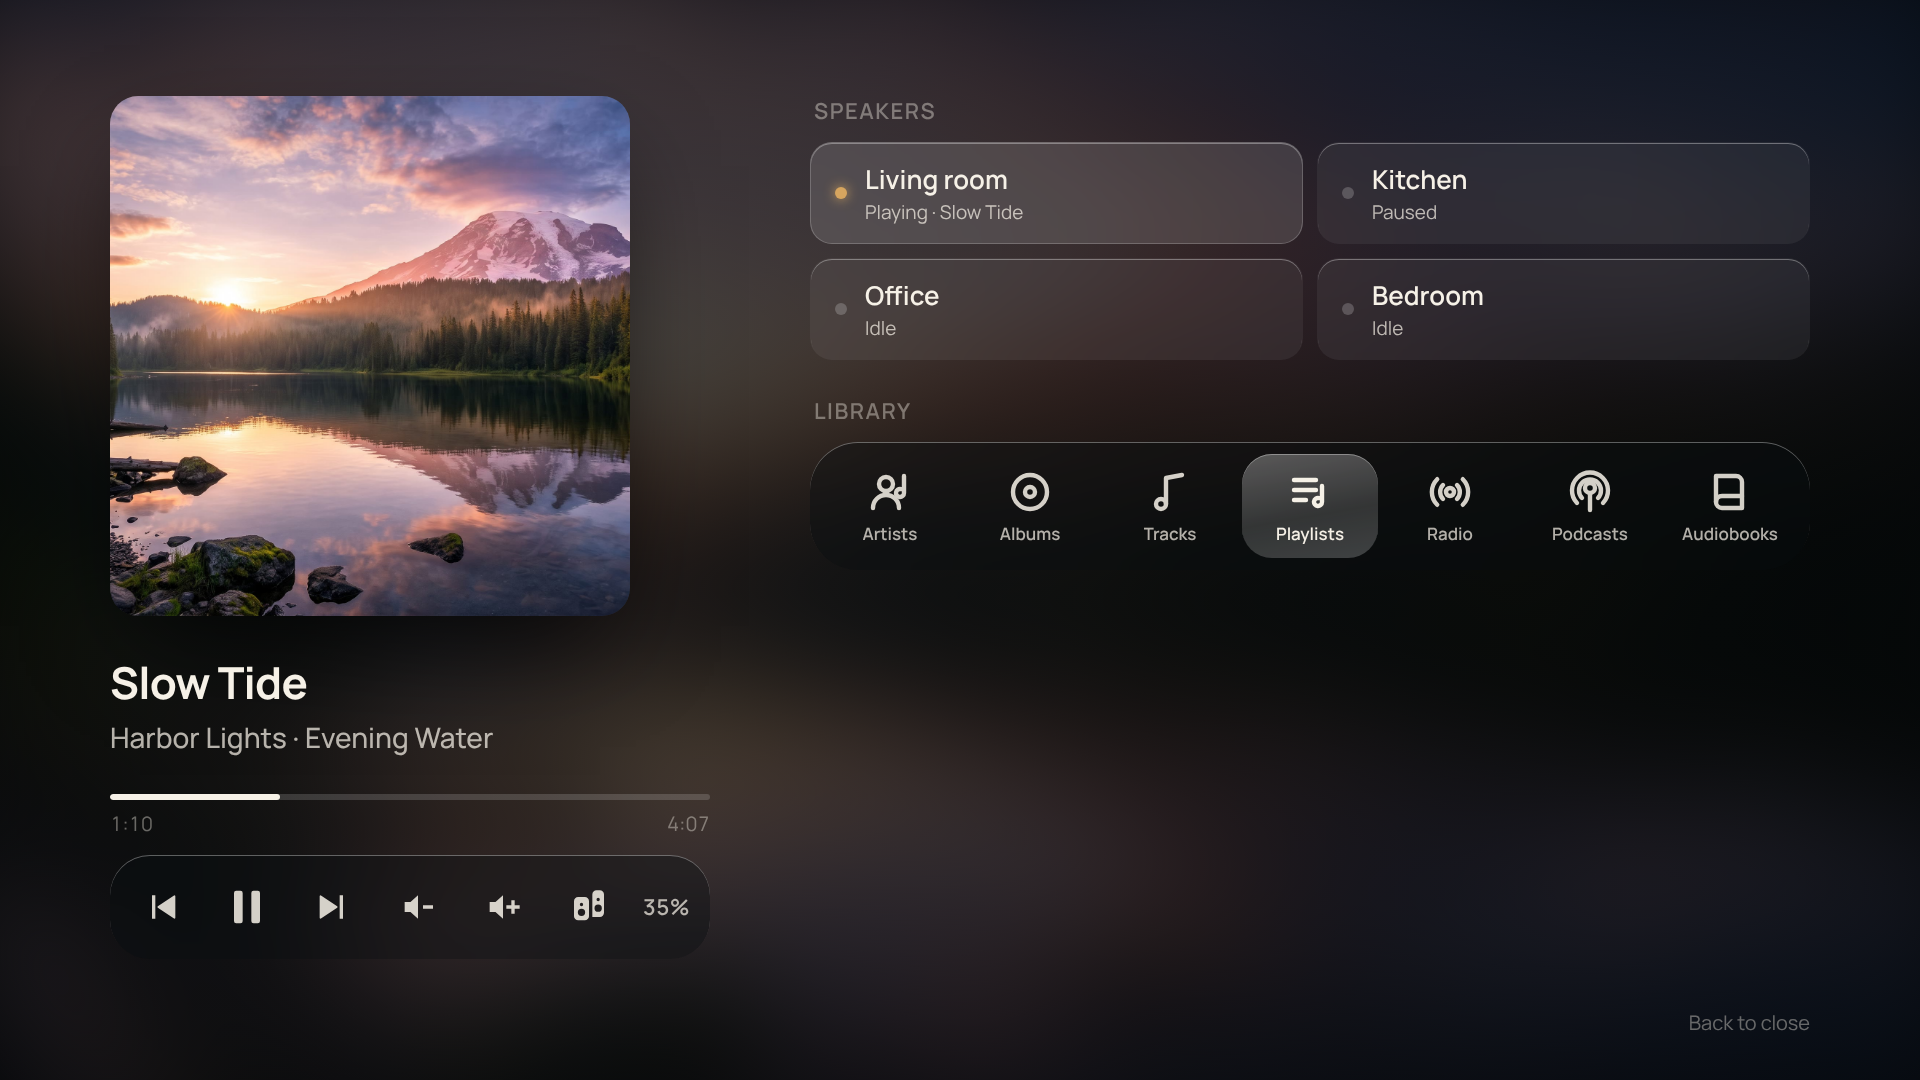 SPEAKERS
Living room
Playing · Slow Tide
Kitchen
Paused
Office
Idle
Bedroom
Idle
LIBRARY
Artists
Albums
Tracks
Playlists
Radio
Podcasts
Audiobooks
Slow Tide
Harbor Lights · Evening Water
1:10
4:07
35%
Back to close